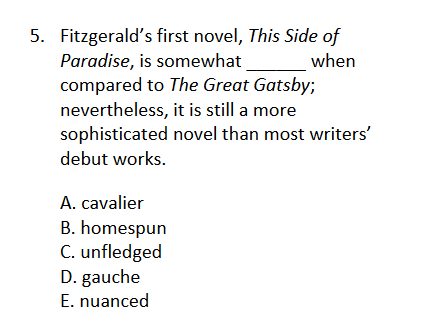 5. Fitzgerald’s first novel, This Side of
Paradise, is somewhat ______ when
compared to The Great Gatsby;
nevertheless, it is still a more
sophisticated novel than most writers’
debut works.
A. cavalier
B. homespun
C. unfledged
D. gauche
E. nuanced